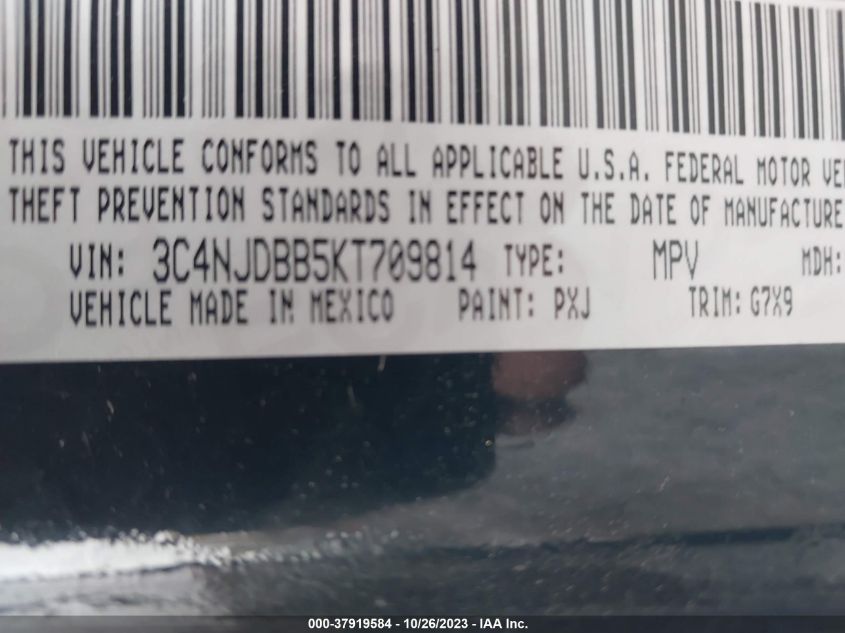 THIS VEHICLE CONFORMS TO ALL APPLICABLE U.S.A. FEDERAL MOTOR VE
THEFT PREVENTION STANDARDS IN EFFECT ON THE DATE OF MANUFACTURE
VIN: 3C4NJDBB5KT709814 TYPE: MPV MDH:
VEHICLE MADE IN MEXICO PAINT: PXJ TRIM: G7X9
000-37919584 - 10/26/2023 - IAA Inc.